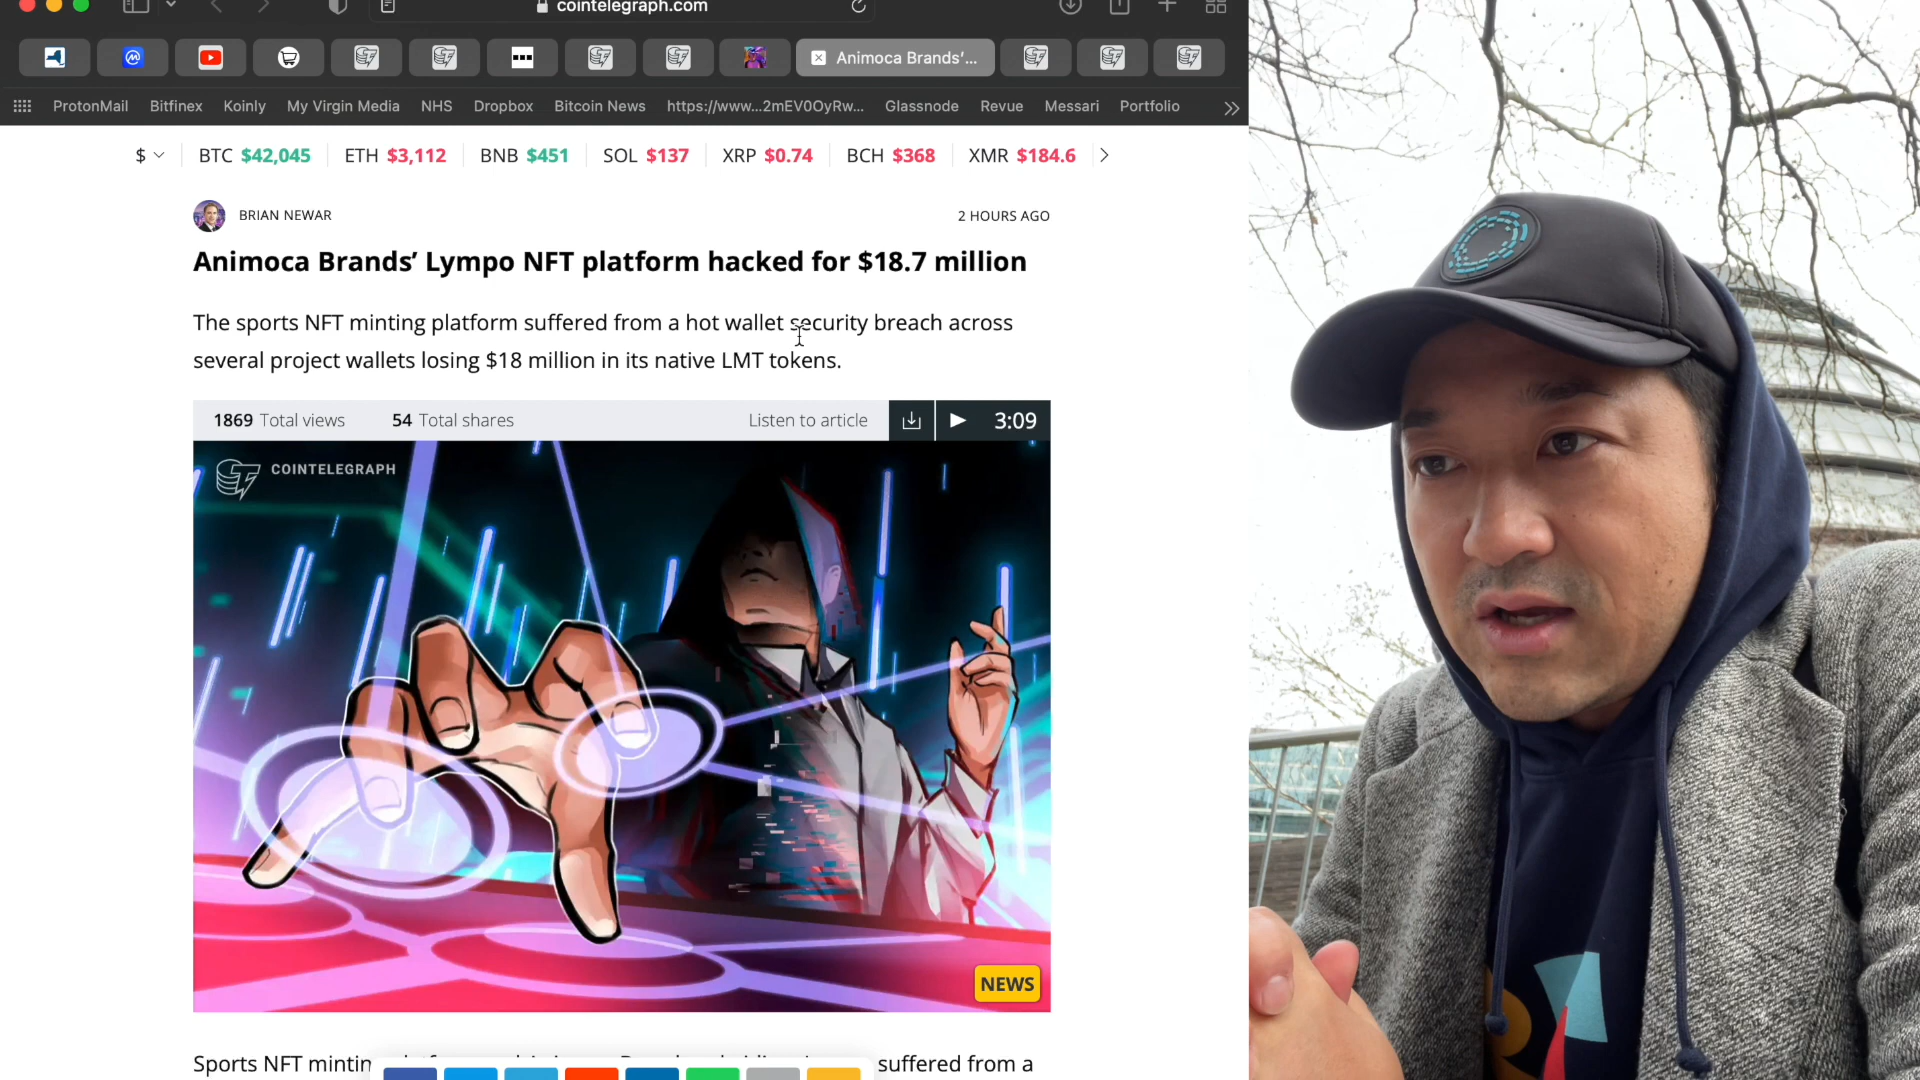 cointelegraph.com
Animoca Brands'...
ProtonMail Bitfinex Koinly My Virgin Media NHS Dropbox Bitcoin News https://www...2mEV0OyRw... Glassnode Revue Messari Portfolio
$ BTC $42,045 ETH $3,112 BNB $451 SOL $137 XRP $0.74 BCH $368 XMR $184.6
BRIAN NEWAR 2 HOURS AGO
Animoca Brands’ Lympo NFT platform hacked for $18.7 million
The sports NFT minting platform suffered from a hot wallet security breach across
several project wallets losing $18 million in its native LMT tokens.
1869 Total views 54 Total shares Listen to article 3:09
COINTELEGRAPH
NEWS
Sports NFT suffered from a